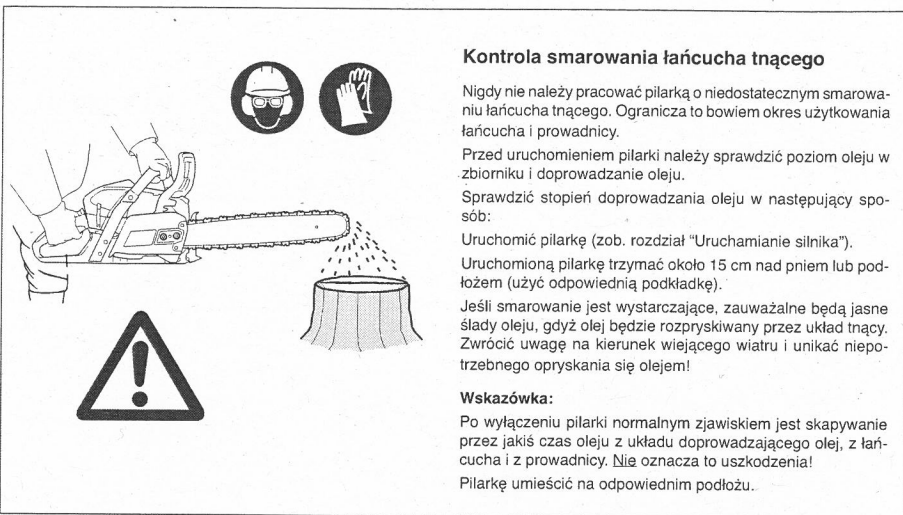 Kontrola smarowania łańcucha tnącego
Nigdy nie należy pracować pilarką o niedostatecznym smarowa-
niu łańcucha tnącego. Ogranicza to bowiem okres użytkowania
łańcucha i prowadnicy.
Przed uruchomieniem pilarki należy sprawdzić poziom oleju w
zbiorniku i doprowadzanie oleju.
Sprawdzić stopień doprowadzania oleju w następujący spo-
sób:
Uruchomić pilarkę (zob. rozdział "Uruchamianie silnika").
Uruchomioną pilarkę trzymać około 15 cm nad pniem lub pod-
łożem (użyć odpowiednią podkładkę).
Jeśli smarowanie jest wystarczające, zauważalne będą jasne
ślady oleju, gdyż olej będzie rozpryskiwany przez układ tnący.
Zwrócić uwagę na kierunek wiejącego wiatru i unikać niepo-
trzebnego opryskania się olejem!
Wskazówka:
Po wyłączeniu pilarki normalnym zjawiskiem jest skapywanie
przez jakiś czas oleju z układu doprowadzającego olej, z łań-
cucha i z prowadnicy. Nie oznacza to uszkodzenia!
Pilarkę umieścić na odpowiednim podłożu.